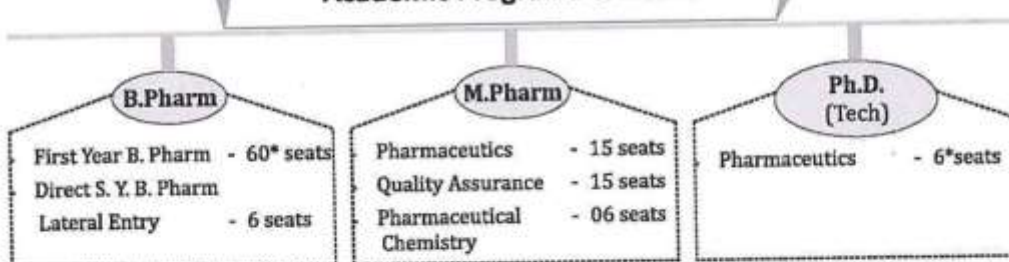 B.Pharm
First Year B. Pharm - 60* seats
Direct S. Y. B. Pharm
Lateral Entry - 6 seats
M.Pharm
Pharmaceutics - 15 seats
Quality Assurance - 15 seats
Pharmaceutical - 06 seats
Chemistry
Ph.D.
(Tech)
Pharmaceutics - 6*seats